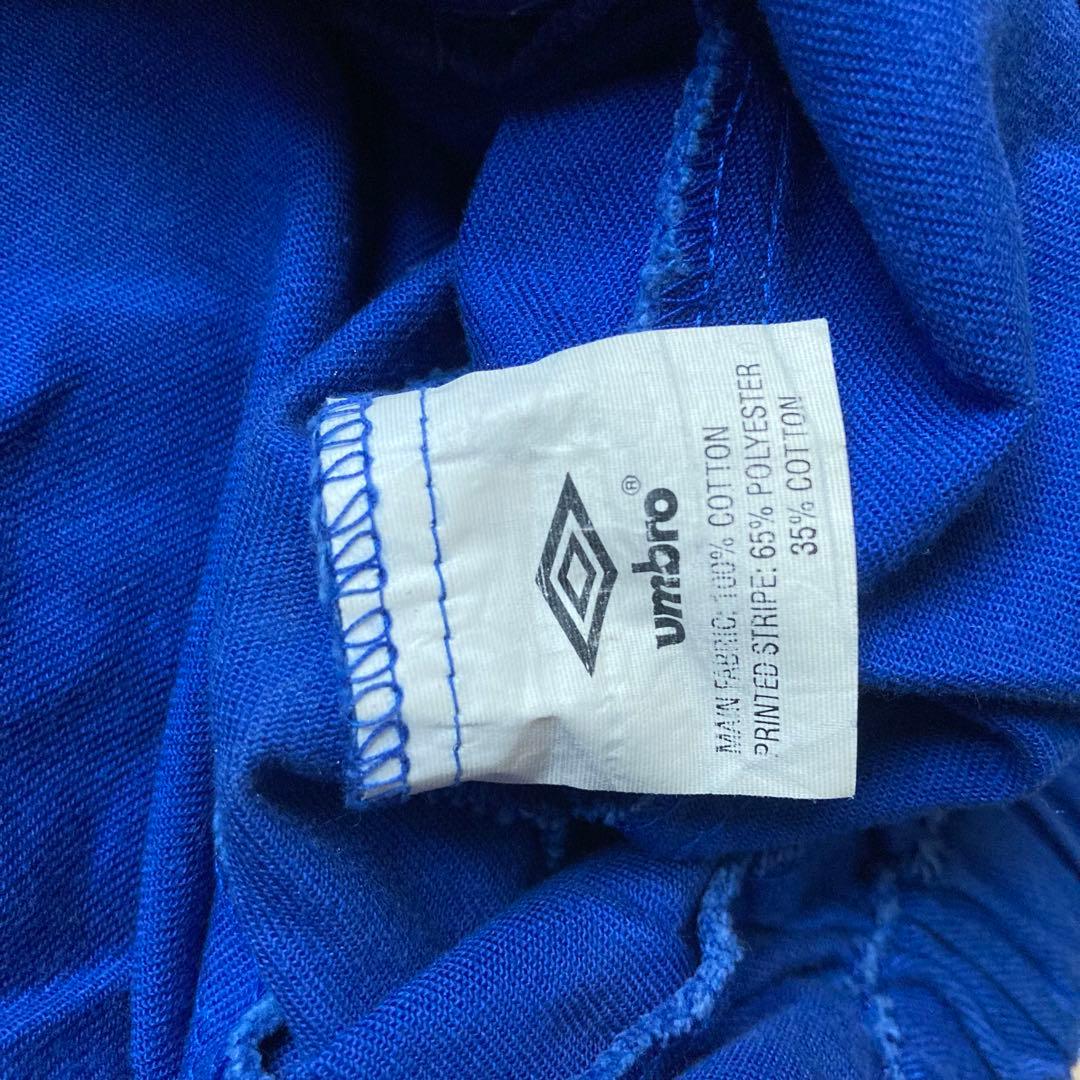 umbro®
MAIN FABRIC: 100% COTTON
PRINTED STRIPE: 65% POLYESTER
35% COTTON